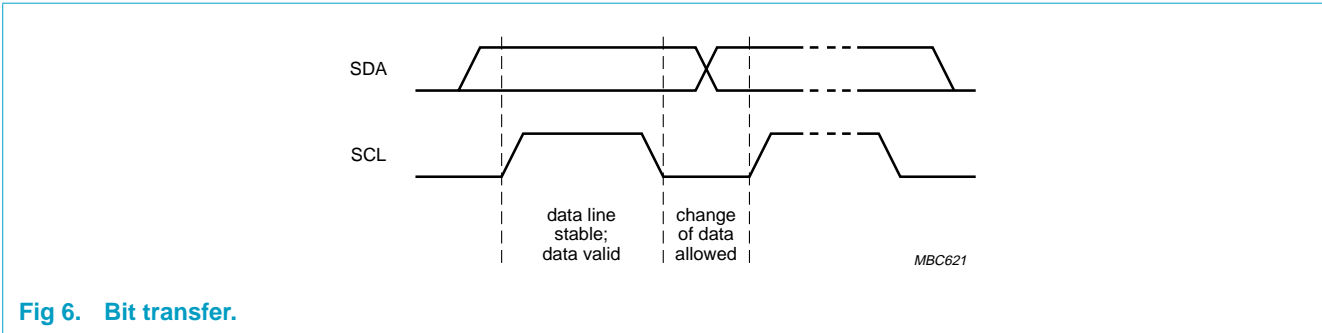 SDA
SCL
data line
stable;
data valid
change
of data
allowed
MBC621
Fig 6. Bit transfer.